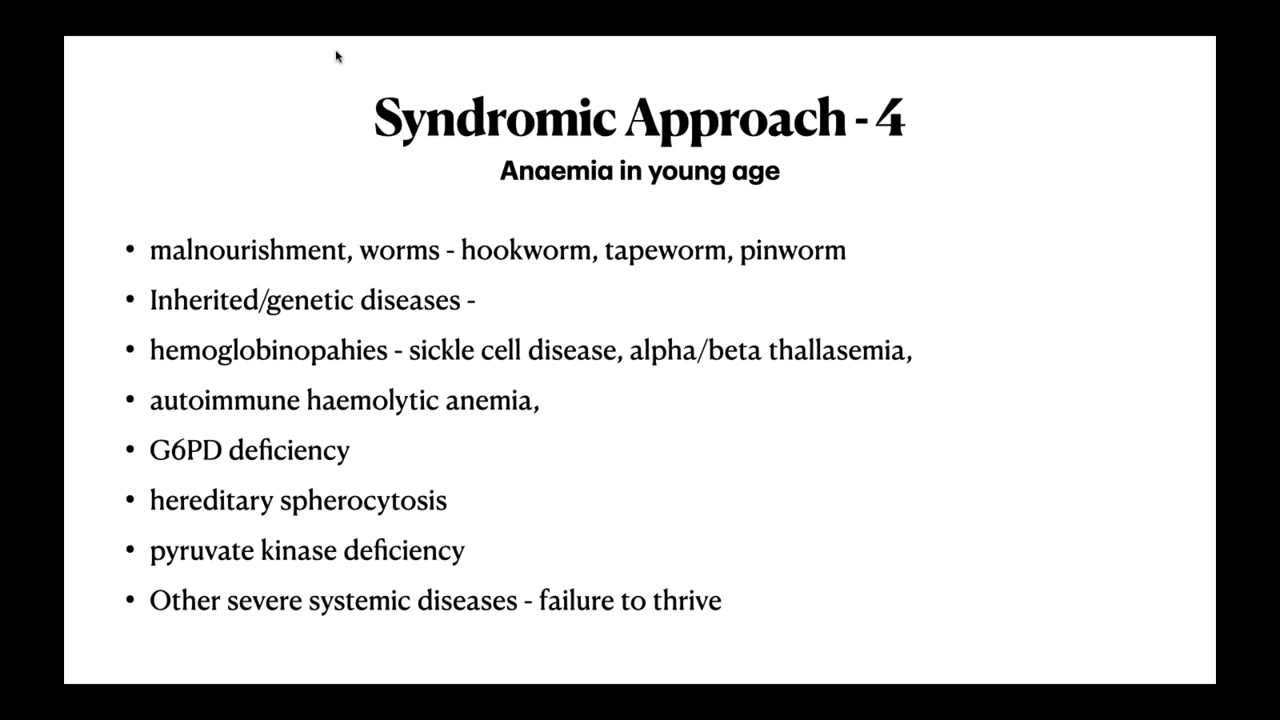 Syndromic Approach - 4
Anaemia in young age
• malnourishment, worms - hookworm, tapeworm, pinworm
• Inherited/genetic diseases -
• hemoglobinopahies - sickle cell disease, alpha/beta thallasemia,
• autoimmune haemolytic anemia,
• G6PD deficiency
• hereditary spherocytosis
• pyruvate kinase deficiency
• Other severe systemic diseases - failure to thrive